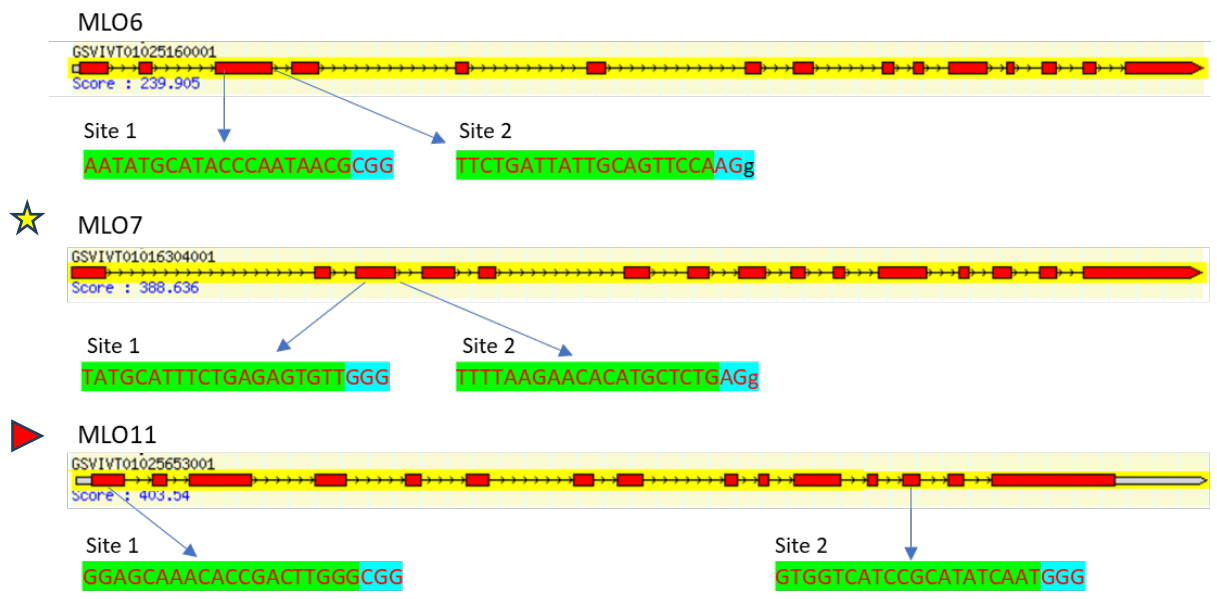 MLO6
GSVIVT01025160001
Score : 239.905
Site 1
Site 2
AATATGCATACCCAATAACGCGG
TTCTGATTATTGCAGTTCCAAGg
MLO7
GSVIVT01016304001
Score : 388.636
Site 1
Site 2
TATGCATTTCTGAGAGTGTTGGG
TTTTAAGAACACATGCTCTGAGg
MLO11
GSVIVT01025653001
Score : 403.54
Site 1
Site 2
GGAGCAAACACCGACTTGGGCGG
GTGGTCATCCGCATATCAATGGG